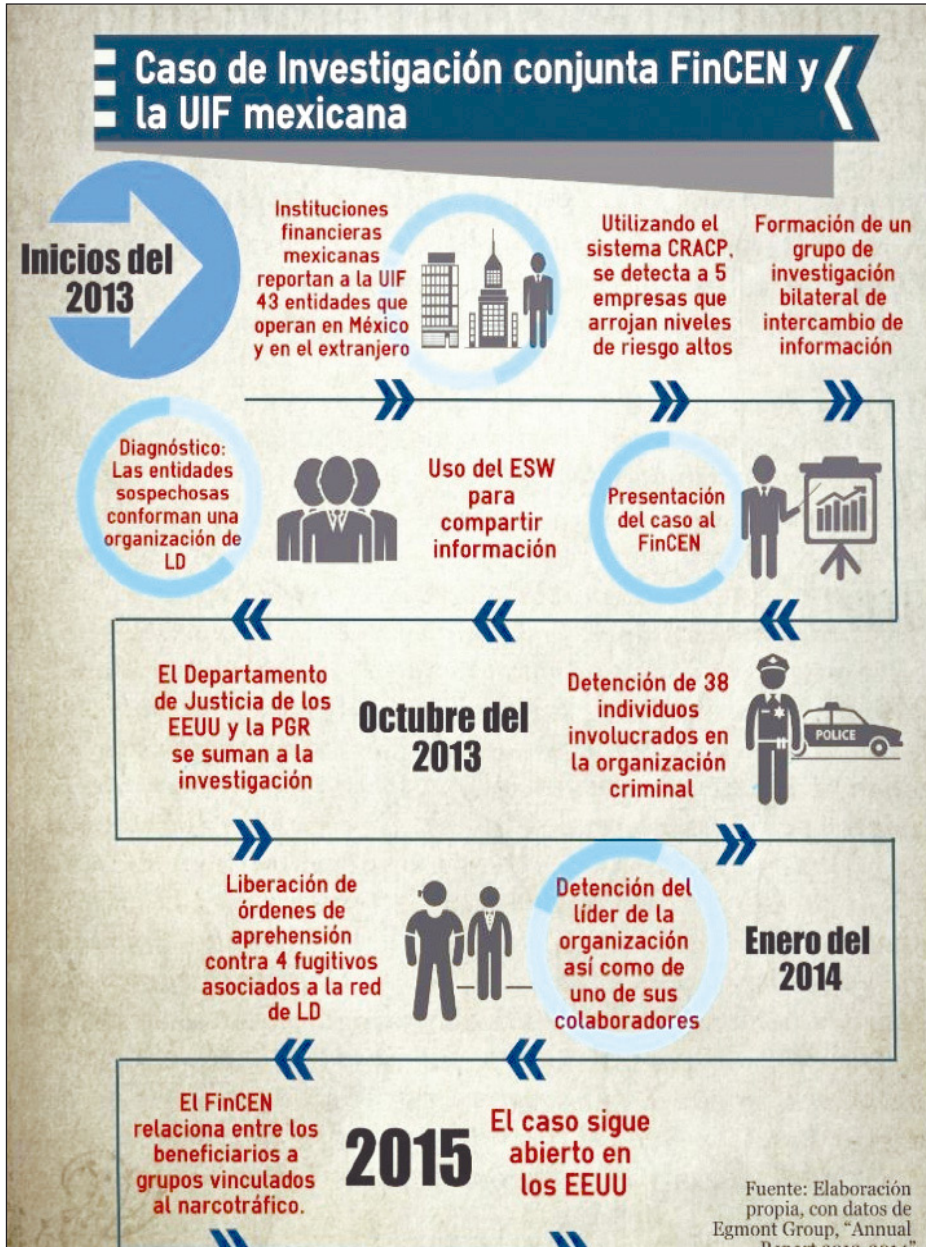 Caso de Investigación conjunta FinCEN y
la UIF mexicana
Inicios del
2013
Instituciones
financieras
mexicanas
reportan a la UIF
43 entidades que
operan en México
y en el extranjero
Utilizando el
sistema CRACP,
se detecta a 5
empresas que
arrojan niveles
de riesgo altos
Formación de un
grupo de
investigación
bilateral de
intercambio de
información
Presentación
del caso al
FinCEN
Uso del ESW
para
compartir
información
Diagnóstico:
Las entidades
sospechosas
conforman una
organización de
LD
El Departamento
de Justicia de los
EEUU y la PGR
se suman a la
investigación
Octubre del
2013
Detención de 38
individuos
involucrados en
la organización
criminal
POLICE
Enero del
2014
Detención del
líder de la
organización
así como de
uno de sus
colaboradores
Liberación de
órdenes de
aprehensión
contra 4 fugitivos
asociados a la red
de LD
El FinCEN
relaciona entre los
beneficiarios a
grupos vinculados
al narcotráfico.
2015
El caso sigue
abierto en
los EEUU
Fuente: Elaboración
propia, con datos de
Egmont Group, “Annual
Report 2013-2014”